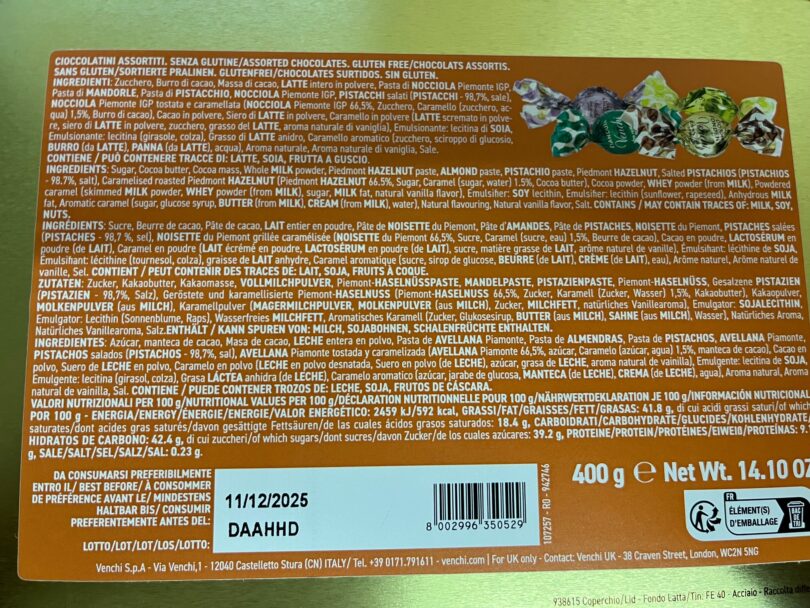 CIOCCOLATINI ASSORTITI. SENZA GLUTINE/ASSORTED CHOCOLATES. GLUTEN FREE/CHOCOLATS ASSORTIS.
SANS GLUTEN/SORTIERTE PRALINEN. GLUTENFREI/CHOCOLATES SURTIDOS. SIN GLUTEN.
INGREDIENTI: Zucchero, Burro di cacao, Massa di cacao, LATTE intero in polvere, Pasta di NOCCIOLA Piemonte IGP,
Pasta di MANDORLE, Pasta di PISTACCHIO, NOCCIOLA Piemonte IGP, PISTACCHI salati (PISTACCHI - 98,7%, sale),
NOCCIOLA Piemonte IGP tostata e caramellata (NOCCIOLA Piemonte IGP 66,5%, Zucchero, Caramello (Zucchero, ac-
qua) 1,5%, Burro di cacao), Cacao in polvere, Siero di LATTE in polvere, Caramello in polvere (LATTE scremato in polve-
re, siero di LATTE in polvere, zucchero, grasso del LATTE, aroma naturale di vaniglia), Emulsionante: lecitina di SOIA,
Emulsionante: lecitina (girasole, colza), Grasso di LATTE anidro, Caramello aromatico (zucchero, sciroppo di glucosio,
BURRO (da LATTE), PANNA (da LATTE), acqua), Aroma naturale, Aroma naturale di vaniglia, Sale.
CONTIENE / PUÒ CONTENERE TRACCE DI: LATTE, SOIA, FRUTTA A GUSCIO.
INGREDIENTS: Sugar, Cocoa butter, Cocoa mass, Whole MILK powder, Piedmont HAZELNUT paste, ALMOND paste, PISTACHIO paste, Piedmont HAZELNUT, Salted PISTACHIOS (PISTACHIOS
- 98.7%, salt), Caramelised roasted Piedmont HAZELNUT (Piedmont HAZELNUT 66.5%, Sugar, Caramel (sugar, water) 1.5%, Cocoa butter), Cocoa powder, WHEY powder (from MILK), Powdered
caramel (skimmed MILK powder, WHEY powder (from MILK), sugar, MILK fat, natural vanilla flavor), Emulsifier: SOY lecithin, Emulsifier: lecithin (sunflower, rapeseed), Anhydrous MILK
fat, Aromatic caramel (sugar, glucose syrup, BUTTER (from MILK), CREAM (from MILK), water), Natural flavouring, Natural vanilla flavor, Salt. CONTAINS / MAY CONTAIN TRACES OF: MILK, SOY,
NUTS.
INGRÉDIENTS: Sucre, Beurre de cacao, Pâte de cacao, LAIT entier en poudre, Pâte de NOISETTE du Piemont, Pâte d'AMANDES, Pâte de PISTACHES, NOISETTE du Piemont, PISTACHES salées
(PISTACHES - 98,7 %, sel), NOISETTE du Piemont grillée caramélisée (NOISETTE du Piemont 66,5%, Sucre, Caramel (sucre, eau) 1,5%, Beurre de cacao), Cacao en poudre, LACTOSÉRUM en
poudre (de LAIT), Caramel en poudre (LAIT écrémé en poudre, LACTOSÉRUM en poudre (de LAIT), sucre, matière grasse de LAIT, arôme naturel de vanille), Émulsifiant: lécithine de SOJA,
Émulsifiant: lécithine (tournesol, colza), graisse de LAIT anhydre, Caramel aromatique (sucre, sirop de glucose, BEURRE (de LAIT), CRÈME (de LAIT), eau), Arôme naturel, Arôme naturel de
vanille, Sel. CONTIENT / PEUT CONTENIR DES TRACES DE: LAIT, SOJA, FRUITS À COQUE.
ZUTATEN: Zucker, Kakaobutter, Kakaomasse, VOLLMILCHPULVER, Piemont-HASELNÜSSPASTE, MANDELPASTE, PISTAZIENPASTE, Piemont-HASELNÜSS, Gesalzene PISTAZIEN
(PISTAZIEN - 98,7%, Salz), Geröstete und karamellisierte Piemont-HASELNUSS (Piemont-HASELNUSS 66,5%, Zucker, Karamell (Zucker, Wasser) 1,5%, Kakaobutter), Kakaopulver,
MOLKENPULVER (aus MILCH), Karamellpulver (MAGERMILCHPULVER, MOLKENPULVER (aus MILCH), Zucker, MILCHFETT, natürliches Vanillearoma), Emulgator: SOJALECITHIN,
Emulgator: Lecithin (Sonnenblume, Raps), Wasserfreies MILCHFETT, Aromatisches Karamell (Zucker, Glukosesirup, BUTTER (aus MILCH), SAHNE (aus MILCH), Wasser), Natürliches Aroma,
Natürliches Vanillearoma, Salz.ENTHÄLT / KANN SPUREN VON: MILCH, SOJABOHNEN, SCHALENFRÜCHTE ENTHALTEN.
INGREDIENTES: Azúcar, manteca de cacao, Masa de cacao, LECHE entera en polvo, Pasta de AVELLANA Piamonte, Pasta de ALMENDRAS, Pasta de PISTACHOS, AVELLANA Piamonte,
PISTACHOS salados (PISTACHOS - 98,7%, sal), AVELLANA Piamonte tostada y caramelizada (AVELLANA Piamonte 66,5%, azúcar, Caramelo (azúcar, agua) 1,5%, manteca de cacao), Cacao en
polvo, Suero de LECHE en polvo, Caramelo en polvo (LECHE en polvo desnatada, Suero en polvo (de LECHE), azúcar, grasa de LECHE, aroma natural de vainilla), Emulgente: lecitina de SOJA,
Emulgente: lecitina (girasol, colza), Grasa LÁCTEA anhidra (de LECHE), Caramelo aromático (azúcar, jarabe de glucosa, MANTECA (de LECHE), CREMA (de LECHE), agua), Aroma natural, Aroma
natural de vainilla, Sal. CONTIENE / PUEDE CONTENER TROZOS DE: LECHE, SOJA, FRUTOS DE CÁSCARA.
VALORI NUTRIZIONALI PER 100 g/NUTRITIONAL VALUES PER 100 g/DÉCLARATION NUTRITIONNELLE POUR 100 g/NÄHRWERTDEKLARATION JE 100 g/INFORMACIÓN NUTRICIONAL
POR 100 g - ENERGIA/ENERGY/ÉNERGIE/ENERGIE/VALOR ENERGÉTICO: 2459 kJ/592 kcal, GRASSI/FAT/GRAISSES/FETT/GRASAS: 41.8 g, di cui acidi grassi saturi/of which
saturates/dont acides gras saturés/davon gesättigte Fettsäuren/de las cuales ácidos grasos saturados: 18.4 g, CARBOIDRATI/CARBOHYDRATE/GLUCIDES/KOHLENHYDRATE/
HIDRATOS DE CARBONO: 42.4 g, di cui zuccheri/of which sugars/dont sucres/davon Zucker/de los cuales azúcares: 39.2 g, PROTEINE/PROTEIN/PROTÉINES/EIWEIß/PROTEÍNAS: 9.
g, SALE/SALT/SEL/SALZ/SAL: 0.23 g.
DA CONSUMARSI PREFERIBILMENTE
ENTRO IL/ BEST BEFORE/ À CONSOMMER
DE PRÉFÉRENCE AVANT LE/ MINDESTENS
HALTBAR BIS/ CONSUMIR
PREFERENTEMENTE ANTES DEL:
LOTTO/LOT/LOT/LOS/LOTTO:
11/12/2025
DAAHHD
8 002996 350529
107257 - RO - 942746
400 g e Net Wt. 14.10 OZ
FR
ÉLÉMENT(S)
D'EMBALLAGE
BAC
DE TRI
Venchi S.p.A - Via Venchi,1 - 12040 Castelletto Stura (CN) ITALY/ Tel. +39 0171.791611 - venchi.com | For UK only - Contact: Venchi UK - 38 Craven Street, London, WC2N 5NG
938615 Coperchio/Lid - Fondo Latta/Tin: FE 40 - Acciaio - Raccolta diffe
Venchi